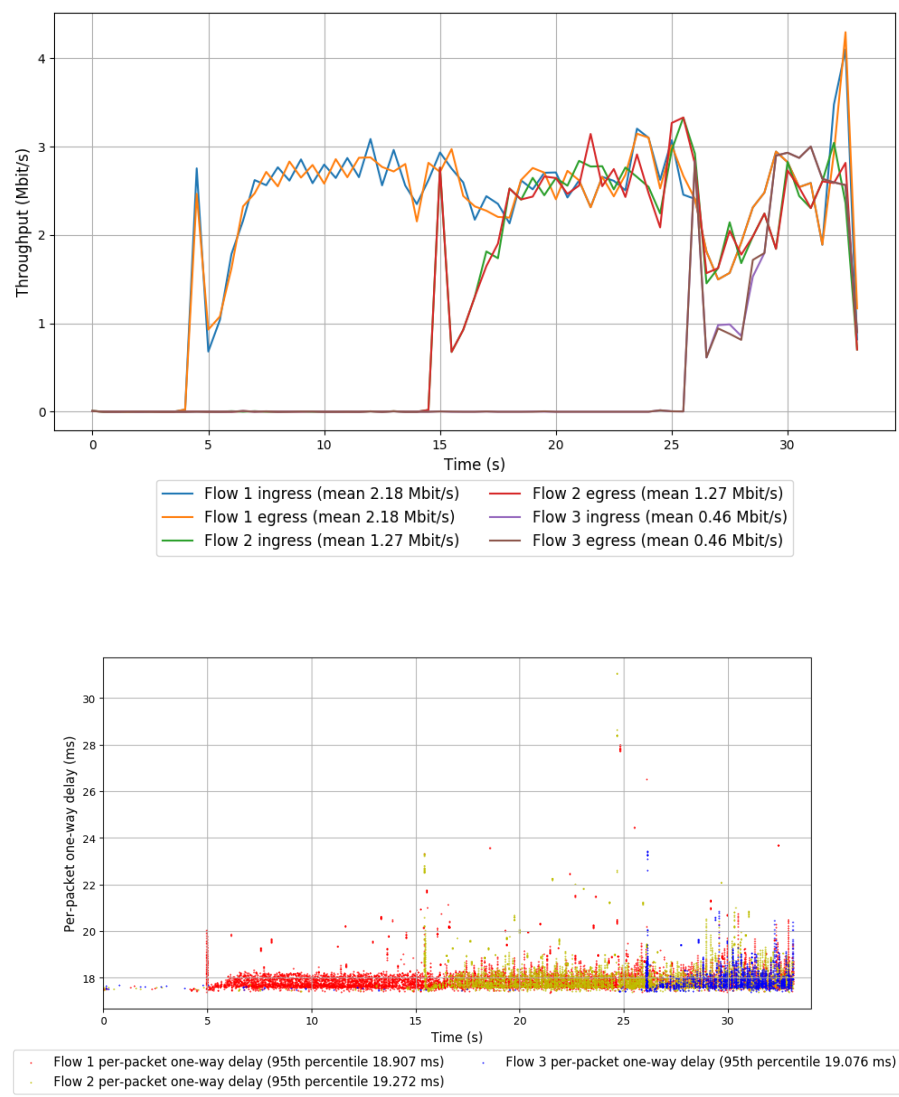 4
3
2
1
0
Throughput (Mbit/s)
0 5 10 15 20 25 30
Time (s)
Flow 1 ingress (mean 2.18 Mbit/s)
Flow 1 egress (mean 2.18 Mbit/s)
Flow 2 ingress (mean 1.27 Mbit/s)
Flow 2 egress (mean 1.27 Mbit/s)
Flow 3 ingress (mean 0.46 Mbit/s)
Flow 3 egress (mean 0.46 Mbit/s)
30
28
26
24
22
20
18
Per-packet one-way delay (ms)
0 5 10 15 20 25 30
Time (s)
Flow 1 per-packet one-way delay (95th percentile 18.907 ms)
Flow 2 per-packet one-way delay (95th percentile 19.272 ms)
Flow 3 per-packet one-way delay (95th percentile 19.076 ms)